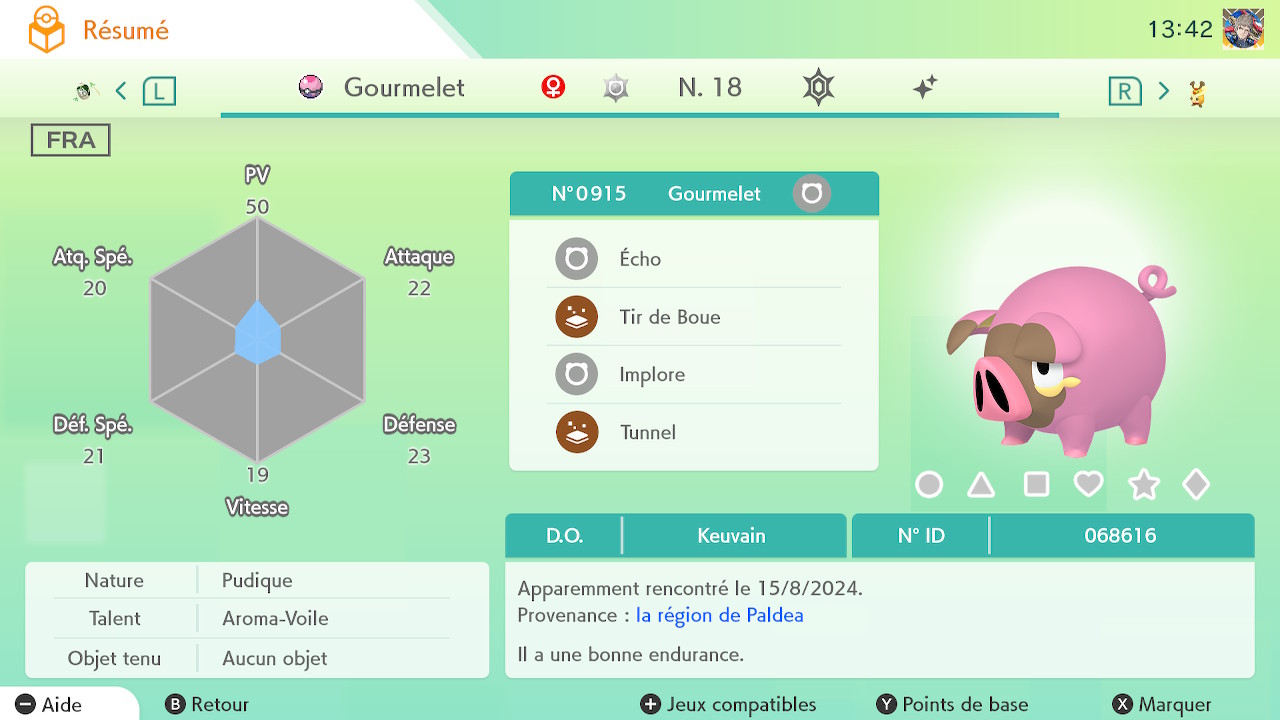 Résumé
13:42
L
Gourmelet
N. 18
R
FRA
PV
50
Atq. Spé.
20
Attaque
22
Déf. Spé.
21
Défense
23
19
Vitesse
N°0915 Gourmelet
Écho
Tir de Boue
Implore
Tunnel
D.O. Keuvain
N° ID 068616
Nature Pudique
Talent Aroma-Voile
Objet tenu Aucun objet
Apparemment rencontré le 15/8/2024.
Provenance : la région de Paldea
Il a une bonne endurance.
Aide
B Retour
Jeux compatibles
Y Points de base
X Marquer